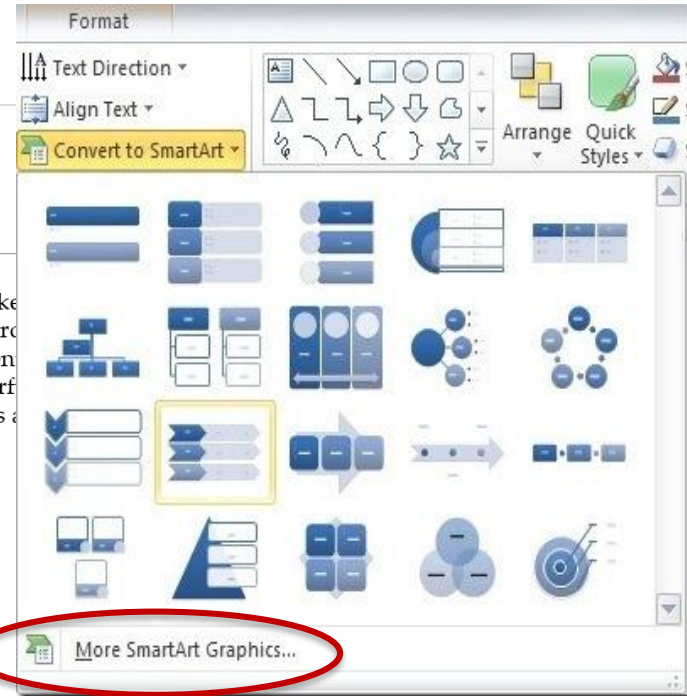 Format
Text Direction
Align Text
Convert to SmartArt
Arrange
Quick
Styles
More SmartArt Graphics...